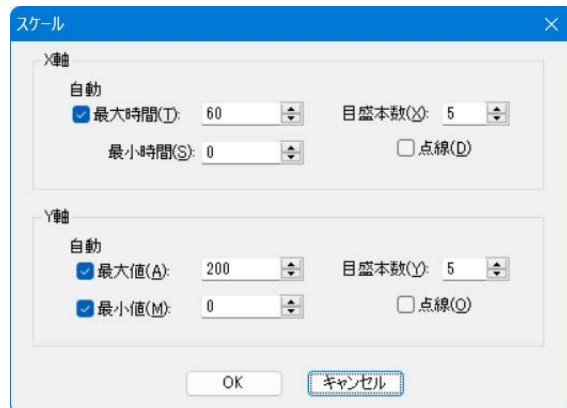 スケール
X軸
自動
最大時間(T): 60 目盛本数(X): 5
最小時間(S): 0 点線(D)
Y軸
自動
最大値(A): 200 目盛本数(Y): 5
最小値(M): 0 点線(O)
OK キャンセル